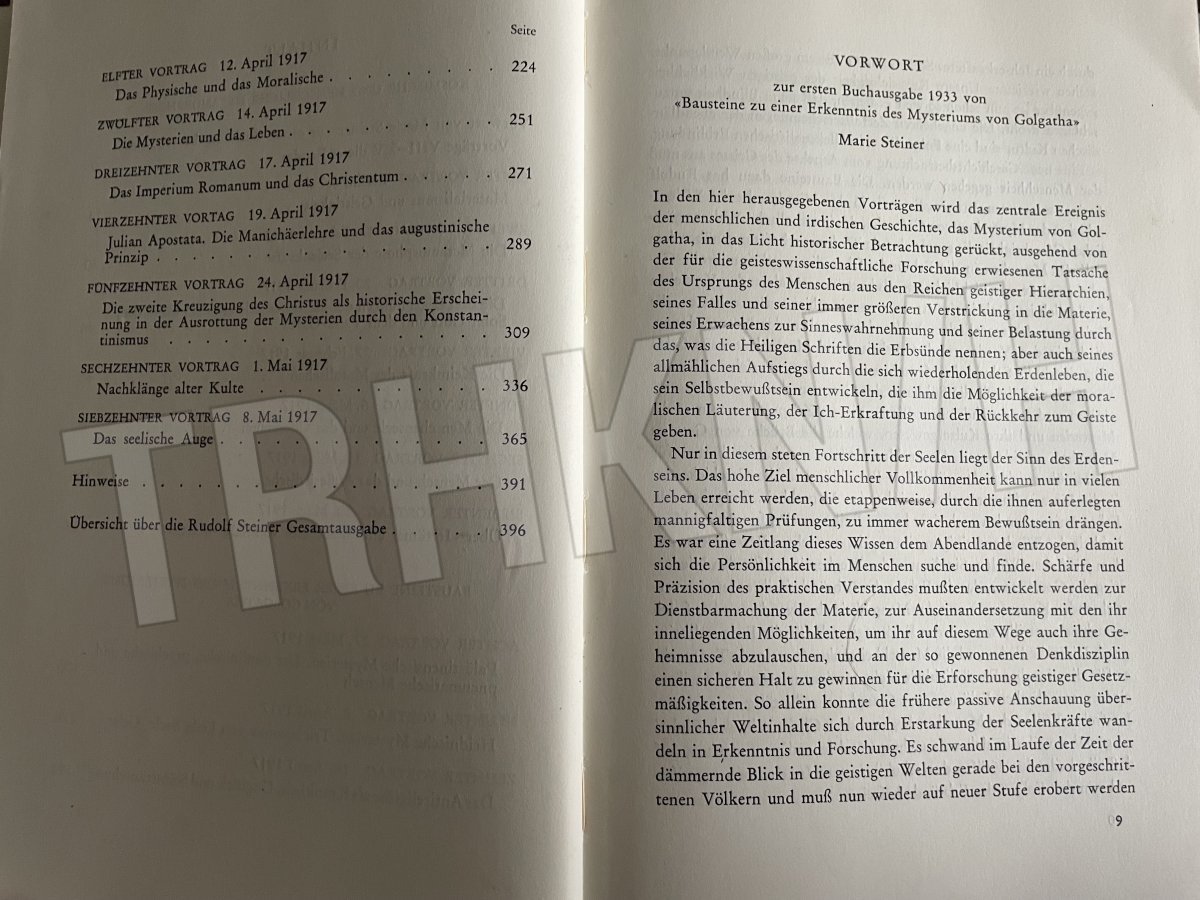 Seite
ELFTER VORTRAG 12. April 1917
Das Physische und das Moralische . . . . . . . . 224
ZWÖLFTER VORTRAG 14. April 1917
Die Mysterien und das Leben . . . . . . . . . . 251
DREIZEHNTER VORTRAG 17. April 1917
Das Imperium Romanum und das Christentum . . . . . 271
VIERZEHNTER VORTAG 19. April 1917
Julian Apostata. Die Manichäerlehre und das augustinische
Prinzip . . . . . . . . . . . . . . . . 289
FÜNFZEHNTER VORTRAG 24. April 1917
Die zweite Kreuzigung des Christus als historische Erschei-
nung in der Ausrottung der Mysterien durch den Konstan-
tinismus . . . . . . . . . . . . . . . . 309
SECHZEHNTER VORTRAG 1. Mai 1917
Nachklänge alter Kulte . . . . . . . . . . . . 336
SIEBZEHNTER VORTRAG 8. Mai 1917
Das seelische Auge . . . . . . . . . . . . . . 365
Hinweise . . . . . . . . . . . . . . . . . . 391
Übersicht über die Rudolf Steiner Gesamtausgabe . . . . . 396
VORWORT
zur ersten Buchausgabe 1933 von
«Bausteine zu einer Erkenntnis des Mysteriums von Golgatha»
Marie Steiner
In den hier herausgegebenen Vorträgen wird das zentrale Ereignis
der menschlichen und irdischen Geschichte, das Mysterium von Gol-
gatha, in das Licht historischer Betrachtung gerückt, ausgehend von
der für die geisteswissenschaftliche Forschung erwiesenen Tatsache
des Ursprungs des Menschen aus den Reichen geistiger Hierarchien,
seines Falles und seiner immer größeren Verstrickung in die Materie,
seines Erwachens zur Sinneswahrnehmung und seiner Belastung durch
das, was die Heiligen Schriften die Erbsünde nennen; aber auch seines
allmählichen Aufstiegs durch die sich wiederholenden Erdenleben, die
sein Selbstbewußtsein entwickeln, die ihm die Möglichkeit der mora-
lischen Läuterung, der Ich-Erkraftung und der Rückkehr zum Geiste
geben.
Nur in diesem steten Fortschritt der Seelen liegt der Sinn des Erden-
seins. Das hohe Ziel menschlicher Vollkommenheit kann nur in vielen
Leben erreicht werden, die etappenweise, durch die ihnen auferlegten
mannigfaltigen Prüfungen, zu immer wacherem Bewußtsein drängen.
Es war eine Zeitlang dieses Wissen dem Abendlande entzogen, damit
sich die Persönlichkeit im Menschen suche und finde. Schärfe und
Präzision des praktischen Verstandes mußten entwickelt werden zur
Dienstbarmachung der Materie, zur Auseinandersetzung mit den ihr
inneliegenden Möglichkeiten, um ihr auf diesem Wege auch ihre Ge-
heimnisse abzulauschen, und an der so gewonnenen Denkdisziplin
einen sicheren Halt zu gewinnen für die Erforschung geistiger Gesetz-
mäßigkeiten. So allein konnte die frühere passive Anschauung über-
sinnlicher Weltinhalte sich durch Erstarkung der Seelenkräfte wan-
deln in Erkenntnis und Forschung. Es schwand im Laufe der Zeit der
dämmernde Blick in die geistigen Welten gerade bei den vorgeschrit-
tenen Völkern und muß nun wieder auf neuer Stufe erobert werden
9
TRHKNJH